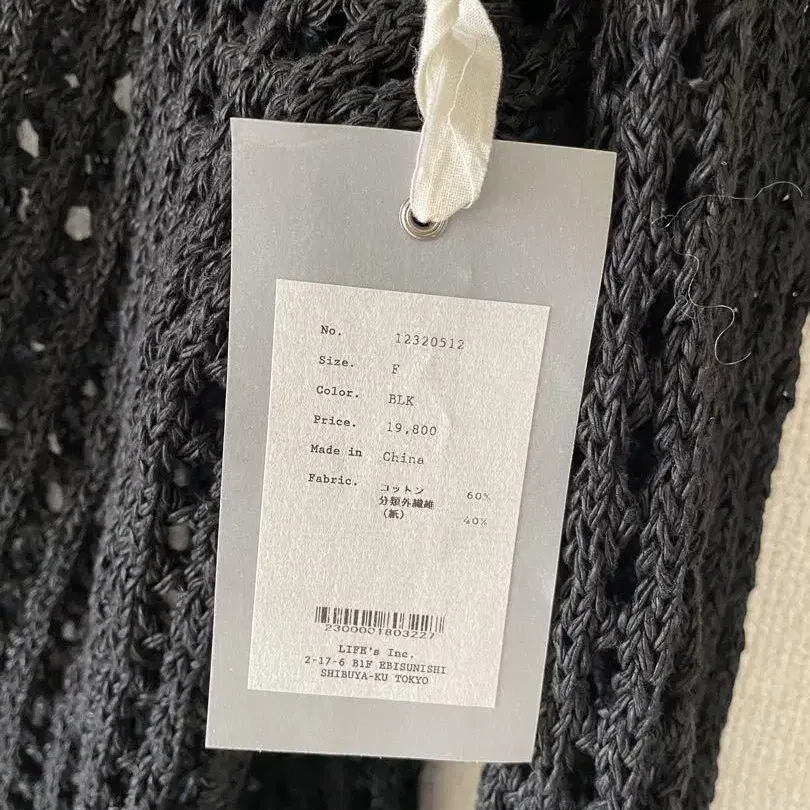 No. 12320512
Size. F
Color. BLK
Price. 19,800
Made in China
Fabric. コットン 60%
分類外繊維 40%
(紙)
2300001803227
LIFE's Inc.
2-17-6 B1F EBISUNISHI
SHIBUYA-KU TOKYO